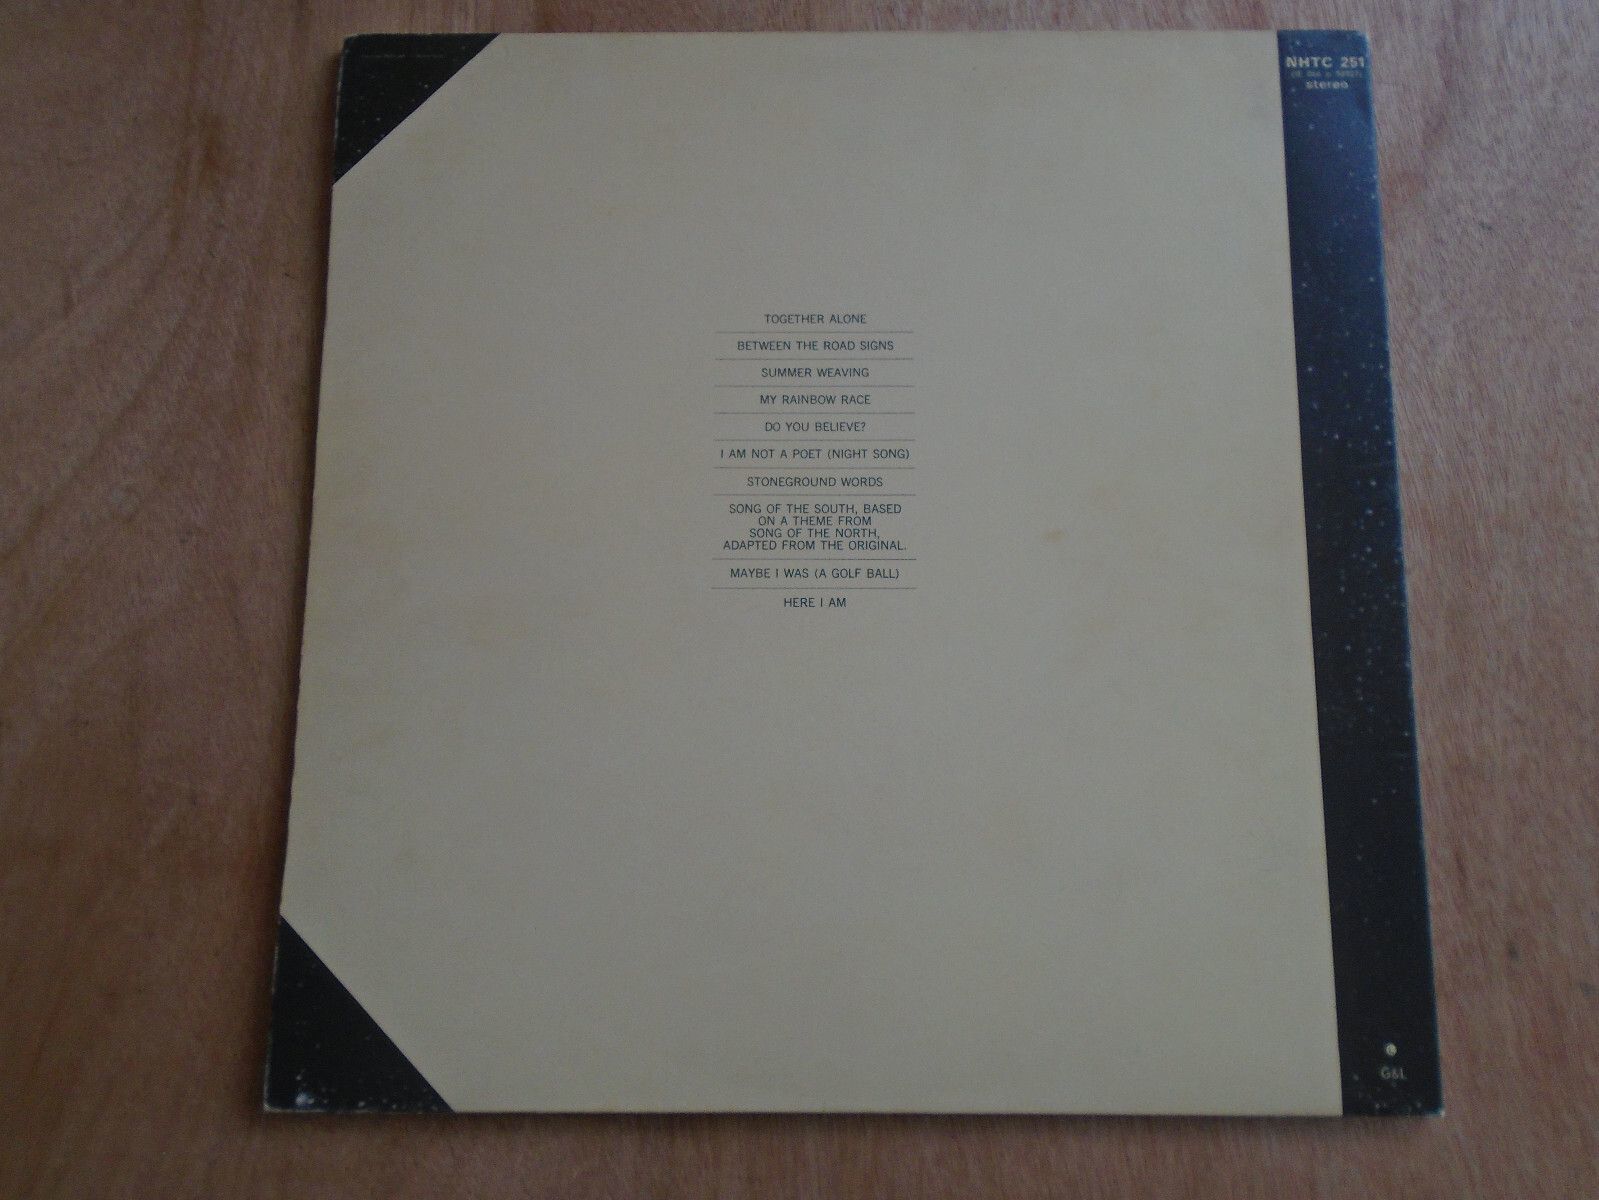 NHTC 251
stereo
TOGETHER ALONE
BETWEEN THE ROAD SIGNS
SUMMER WEAVING
MY RAINBOW RACE
DO YOU BELIEVE?
I AM NOT A POET (NIGHT SONG)
STONEGROUND WORDS
SONG OF THE SOUTH, BASED
ON A THEME FROM
SONG OF THE NORTH,
ADAPTED FROM THE ORIGINAL.
MAYBE I WAS (A GOLF BALL)
HERE I AM
G&L